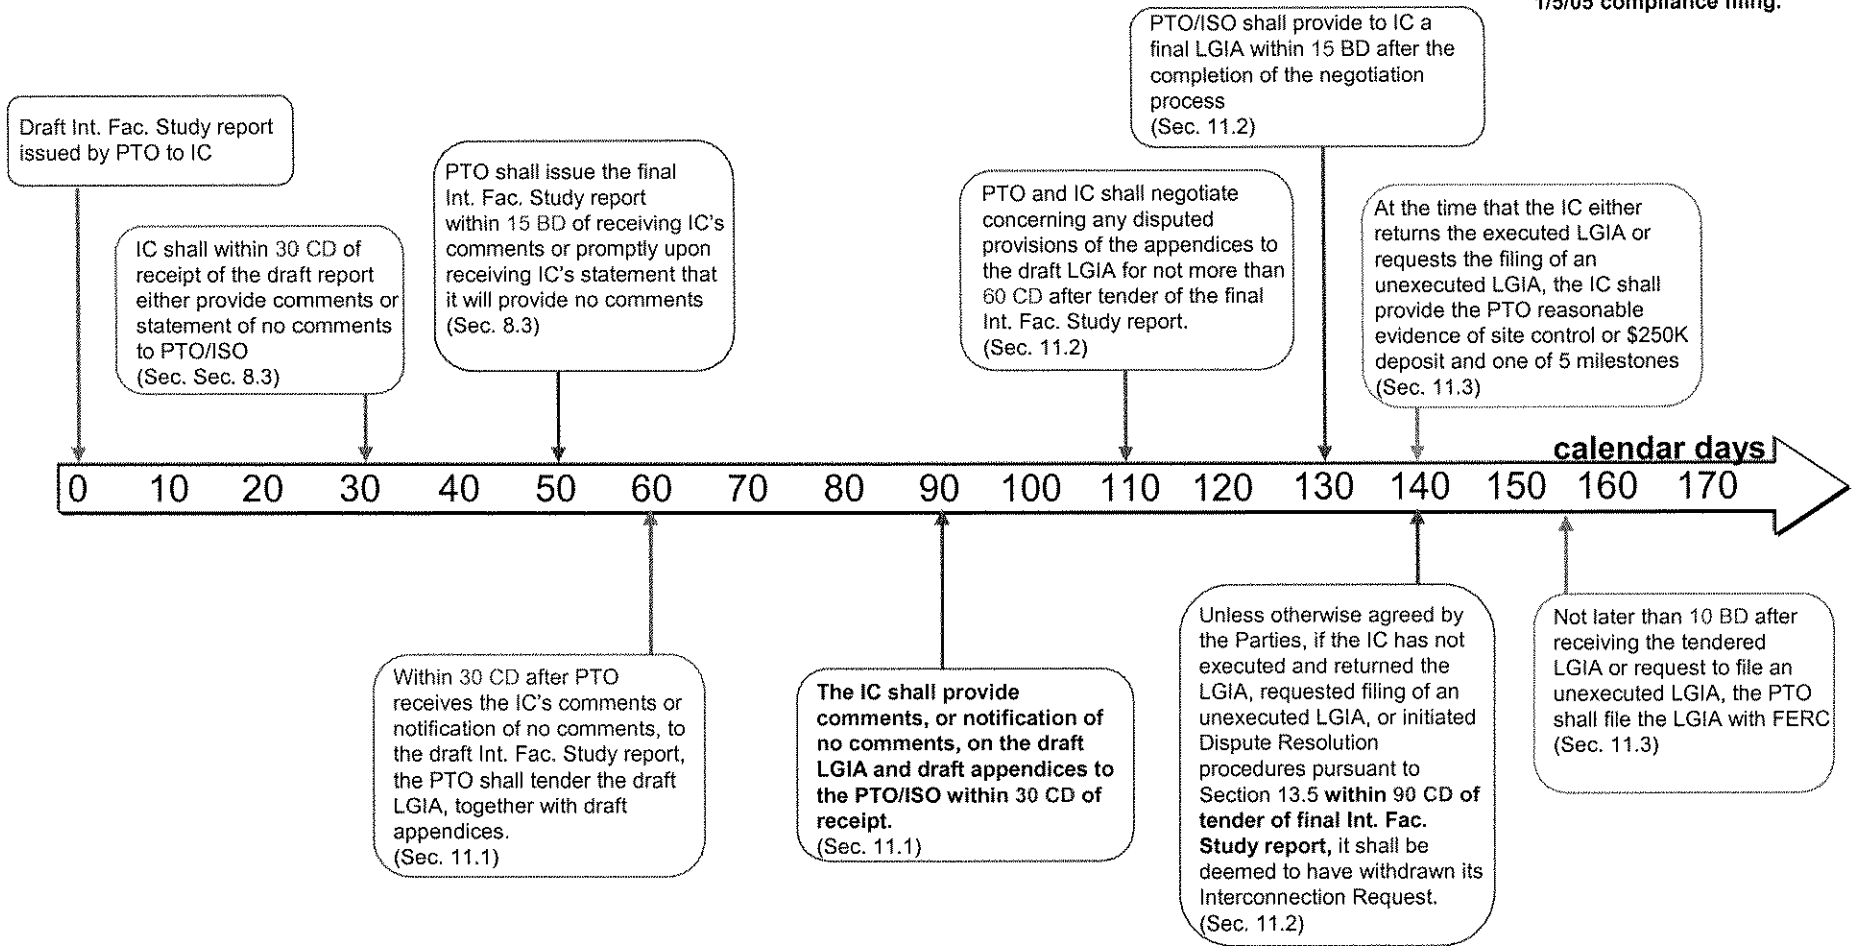 1/5/05 compliance filing.
PTO/ISO shall provide to IC a
final LGIA within 15 BD after the
completion of the negotiation
process
(Sec. 11.2)
Draft Int. Fac. Study report
issued by PTO to IC
PTO shall issue the final
Int. Fac. Study report
within 15 BD of receiving IC's
comments or promptly upon
receiving IC's statement that
it will provide no comments
(Sec. 8.3)
PTO and IC shall negotiate
concerning any disputed
provisions of the appendices to
the draft LGIA for not more than
60 CD after tender of the final
Int. Fac. Study report.
(Sec. 11.2)
At the time that the IC either
returns the executed LGIA or
requests the filing of an
unexecuted LGIA, the IC shall
provide the PTO reasonable
evidence of site control or $250K
deposit and one of 5 milestones
(Sec. 11.3)
IC shall within 30 CD of
receipt of the draft report
either provide comments or
statement of no comments
to PTO/ISO
(Sec. Sec. 8.3)
calendar days
0 10 20 30 40 50 60 70 80 90 100 110 120 130 140 150 160 170
Within 30 CD after PTO
receives the IC's comments or
notification of no comments, to
the draft Int. Fac. Study report,
the PTO shall tender the draft
LGIA, together with draft
appendices.
(Sec. 11.1)
The IC shall provide
comments, or notification of
no comments, on the draft
LGIA and draft appendices to
the PTO/ISO within 30 CD of
receipt.
(Sec. 11.1)
Unless otherwise agreed by
the Parties, if the IC has not
executed and returned the
LGIA, requested filing of an
unexecuted LGIA, or initiated
Dispute Resolution
procedures pursuant to
Section 13.5 within 90 CD of
tender of final Int. Fac.
Study report, it shall be
deemed to have withdrawn its
Interconnection Request.
(Sec. 11.2)
Not later than 10 BD after
receiving the tendered
LGIA or request to file an
unexecuted LGIA, the PTO
shall file the LGIA with FERC
(Sec. 11.3)